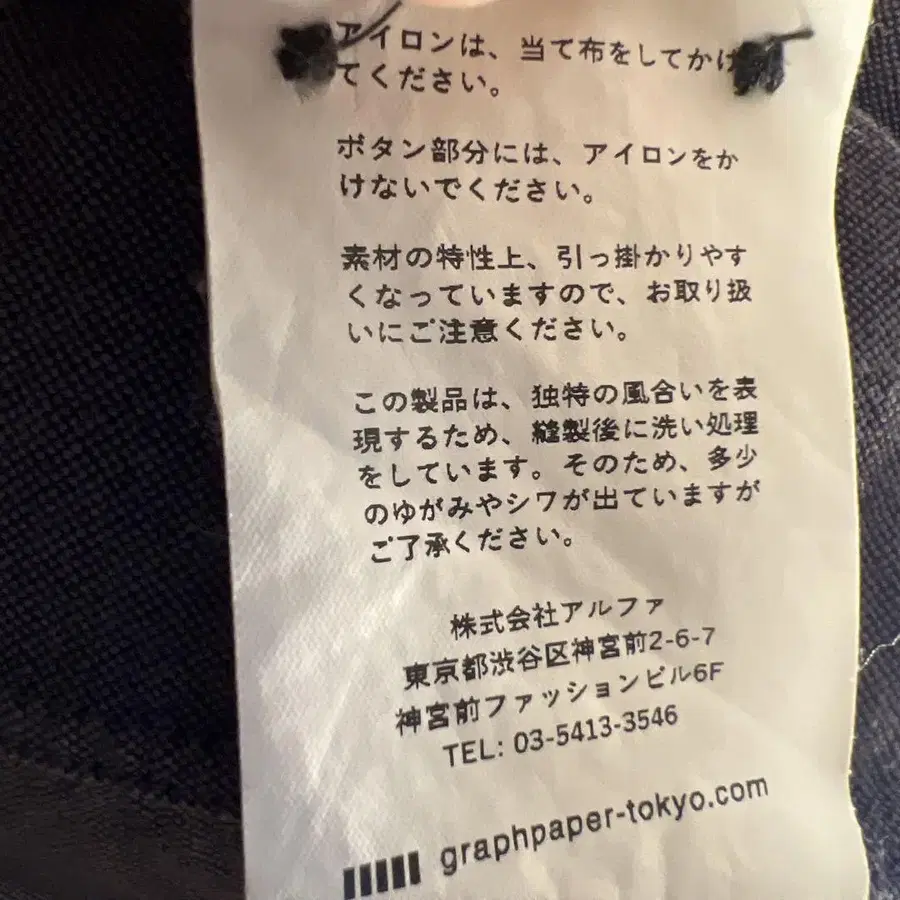 アイロンは、当て布をしてかけ
てください。
ボタン部分には、アイロンをか
けないでください。
素材の特性上、引っ掛かりやす
くなっていますので、お取り扱
いにご注意ください。
この製品は、独特の風合いを表
現するため、縫製後に洗い処理
をしています。そのため、多少
のゆがみやシワが出ていますが
ご了承ください。
株式会社アルファ
東京都渋谷区神宮前2-6-7
神宮前ファッションビル6F
TEL: 03-5413-3546
graphpaper-tokyo.com